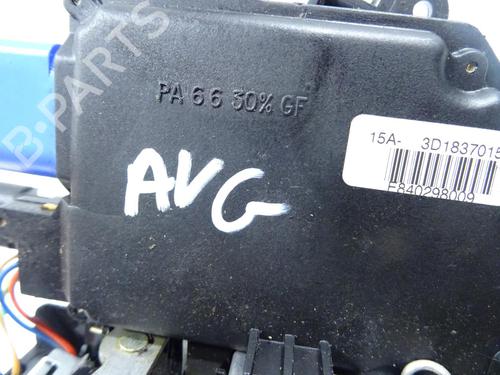 B-PARTS
PA 6 6 30% GF
15A- 3D1837015
F840298009
AVG